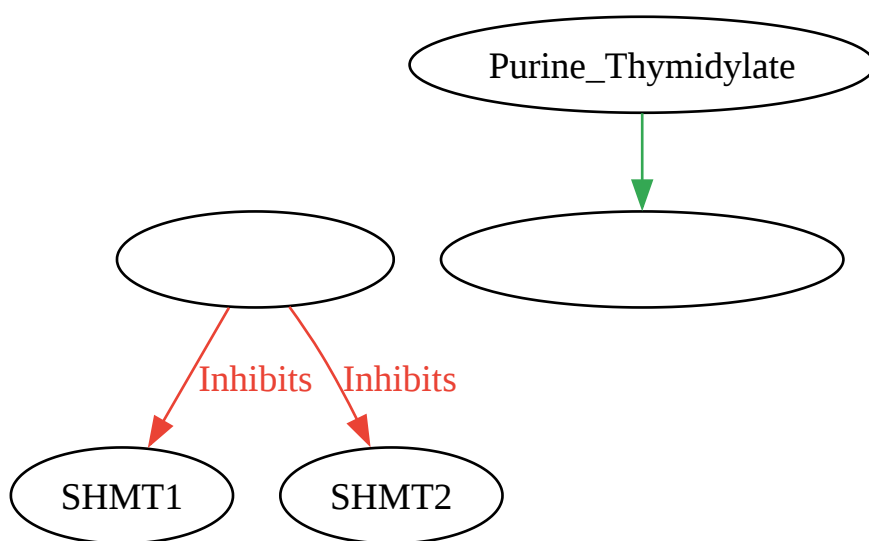 Purine_Thymidylate
Inhibits
Inhibits
SHMT1
SHMT2